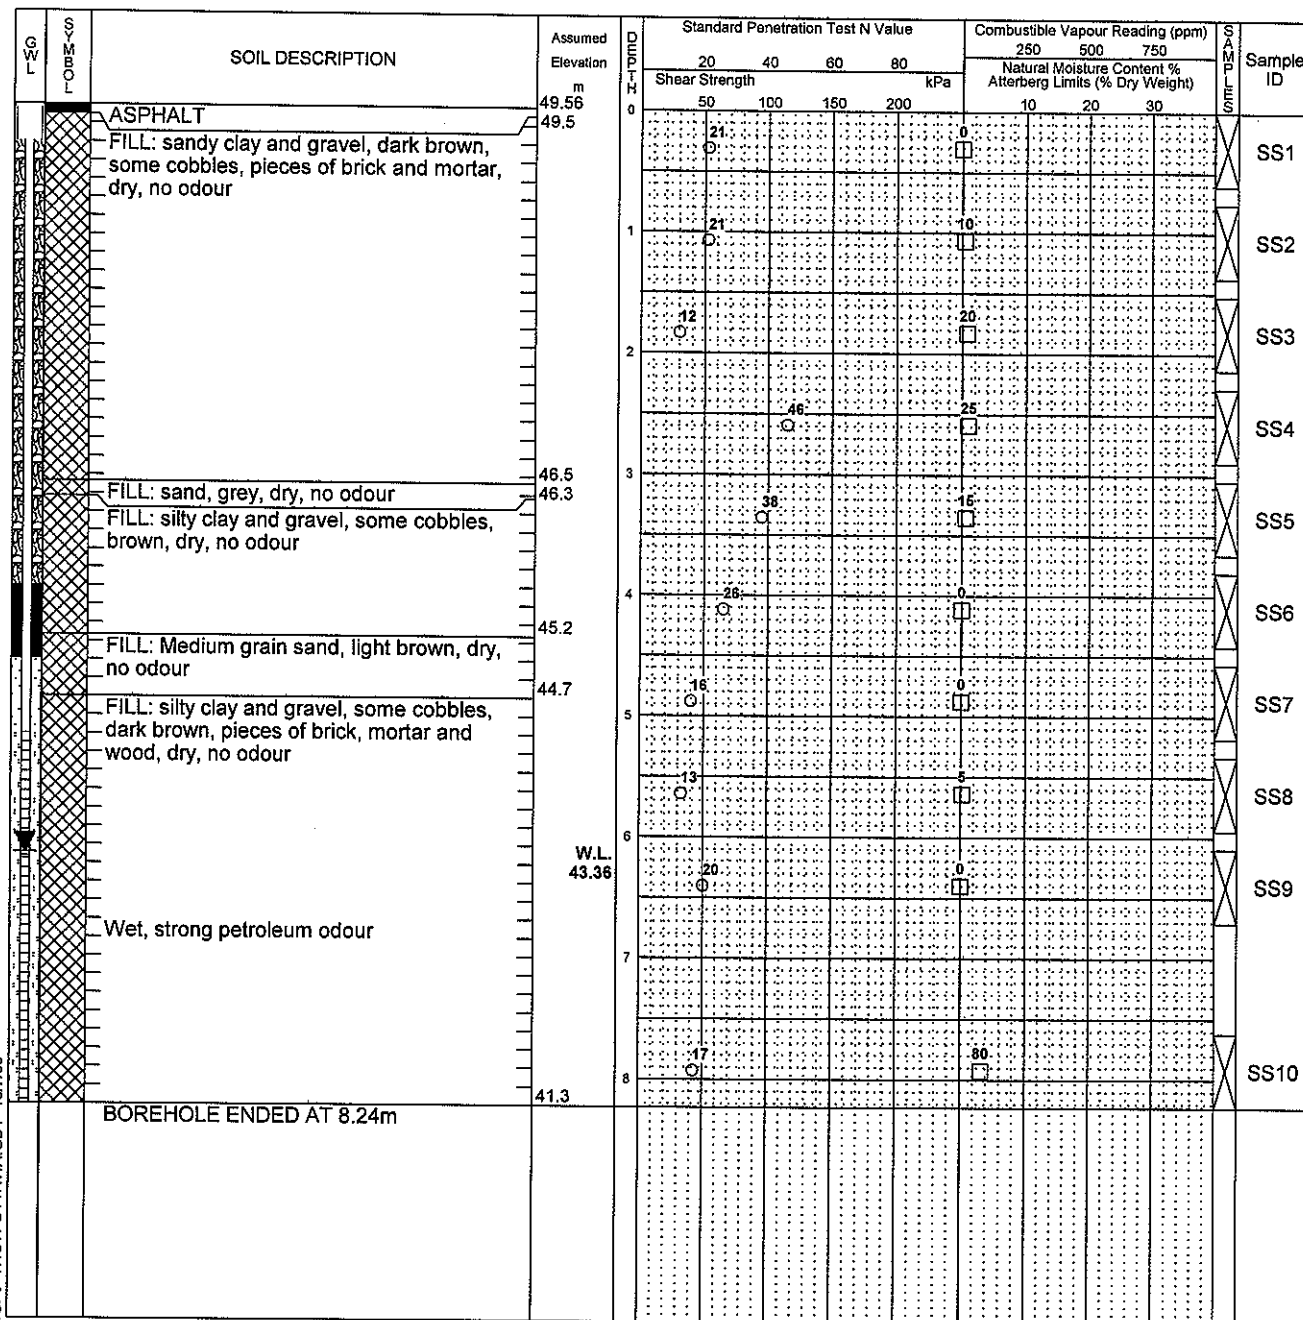 GWL
SYMBOL
SOIL DESCRIPTION
Assumed
Elevation
m
DEPTH
Standard Penetration Test N Value
20 40 60 80
Shear Strength kPa
50 100 150 200
Combustible Vapour Reading (ppm)
250 500 750
Natural Moisture Content %
Atterberg Limits (% Dry Weight)
10 20 30
SAMPLES
Sample
ID
49.56
0
ASPHALT
49.5
21 0
FILL: sandy clay and gravel, dark brown,
SS1
some cobbles, pieces of brick and mortar,
dry, no odour
21 10
1
SS2
12 20
SS3
2
46 25
SS4
46.5
3
FILL: sand, grey, dry, no odour
46.3
38 15
FILL: silty clay and gravel, some cobbles,
SS5
brown, dry, no odour
4
26 0
SS6
45.2
FILL: Medium grain sand, light brown, dry,
no odour
44.7
16 0
FILL: silty clay and gravel, some cobbles,
SS7
5
dark brown, pieces of brick, mortar and
wood, dry, no odour
13 5
SS8
6
W.L.
43.36
20 0
SS9
Wet, strong petroleum odour
7
17 80
8
SS10
41.3
BOREHOLE ENDED AT 8.24m